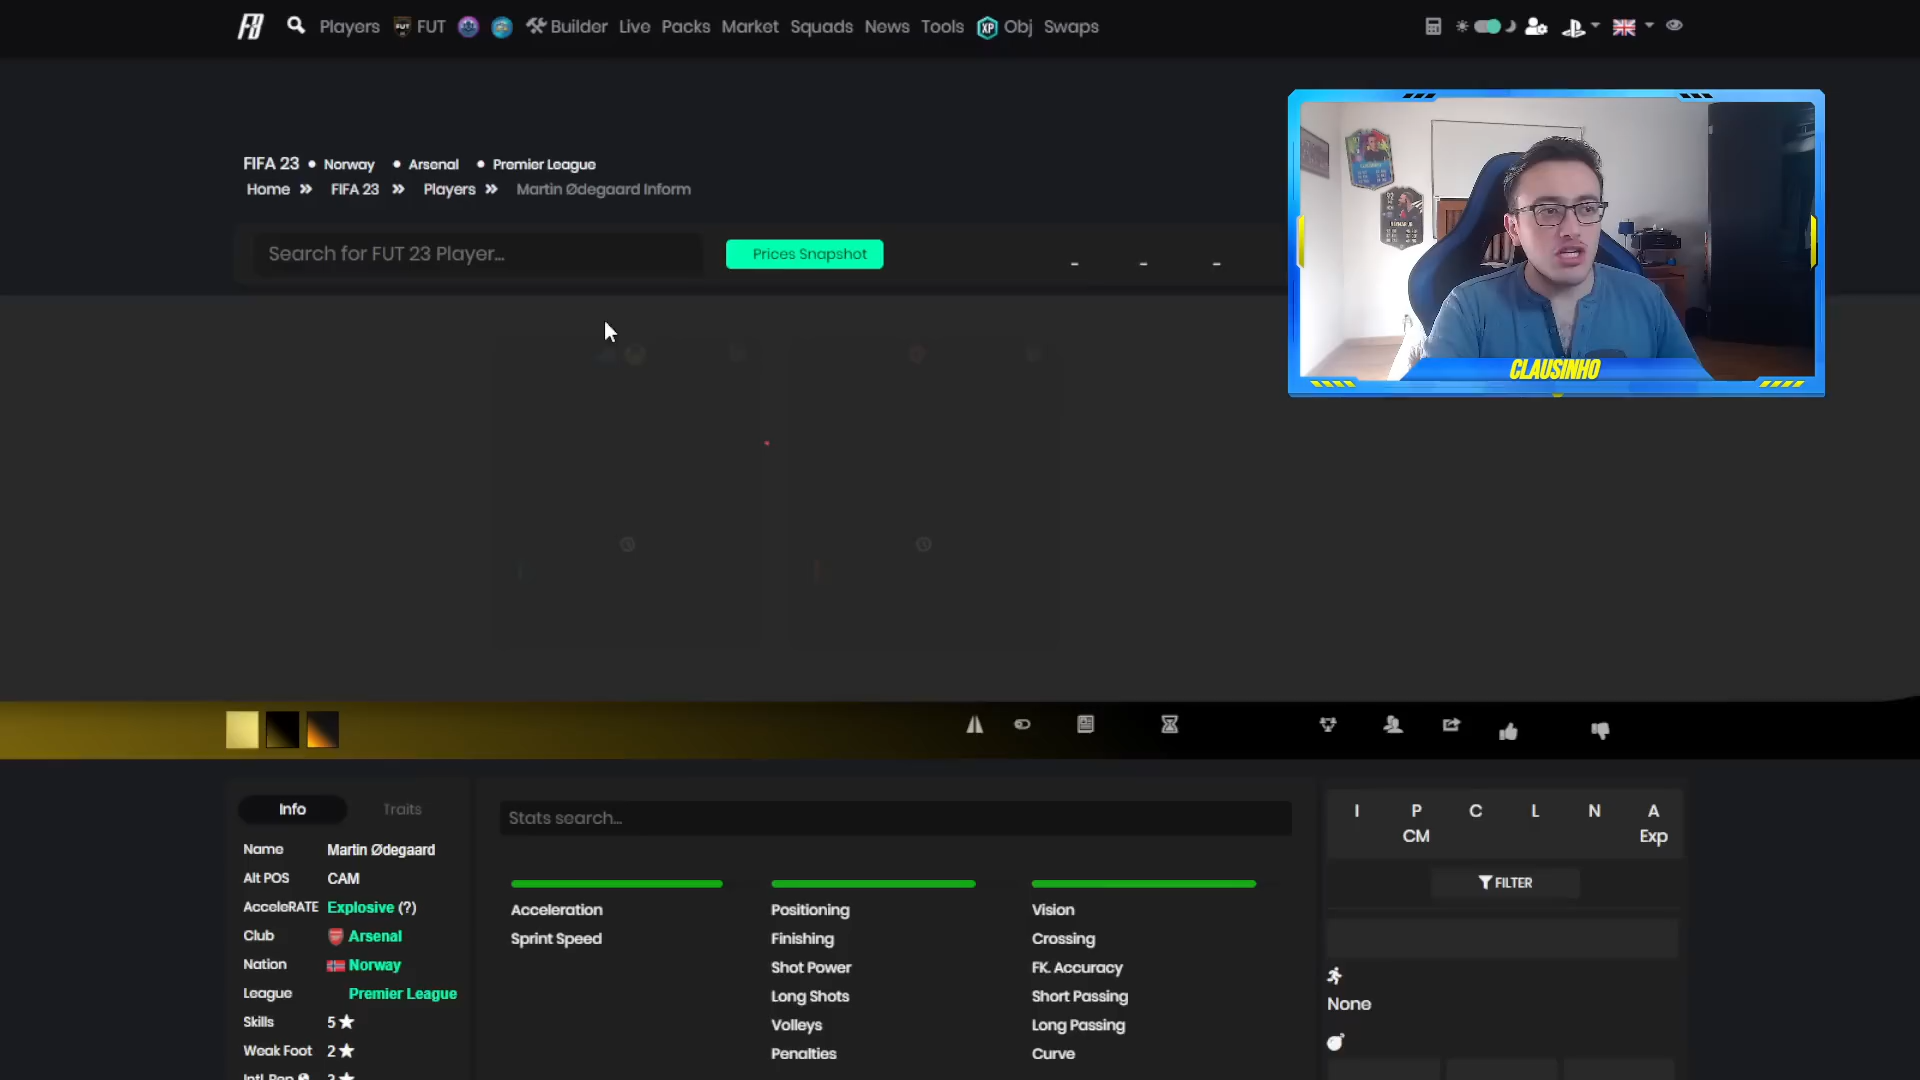 Players FUT Builder Live Packs Market Squads News Tools XP Obj Swaps
FIFA 23 • Norway • Arsenal • Premier League
Home » FIFA 23 » Players » Martin Ødegaard Inform
Search for FUT 23 Player...
Prices Snapshot
- - -
CLAUSINHO
Info Traits
Name Martin Ødegaard
Alt POS CAM
AcceleRATE Explosive (?)
Club Arsenal
Nation Norway
League Premier League
Skills 5★
Weak Foot 2★
Stats search...
Acceleration
Sprint Speed
Positioning
Finishing
Shot Power
Long Shots
Volleys
Penalties
Vision
Crossing
FK. Accuracy
Short Passing
Long Passing
Curve
I P C L N A
CM Exp
FILTER
None